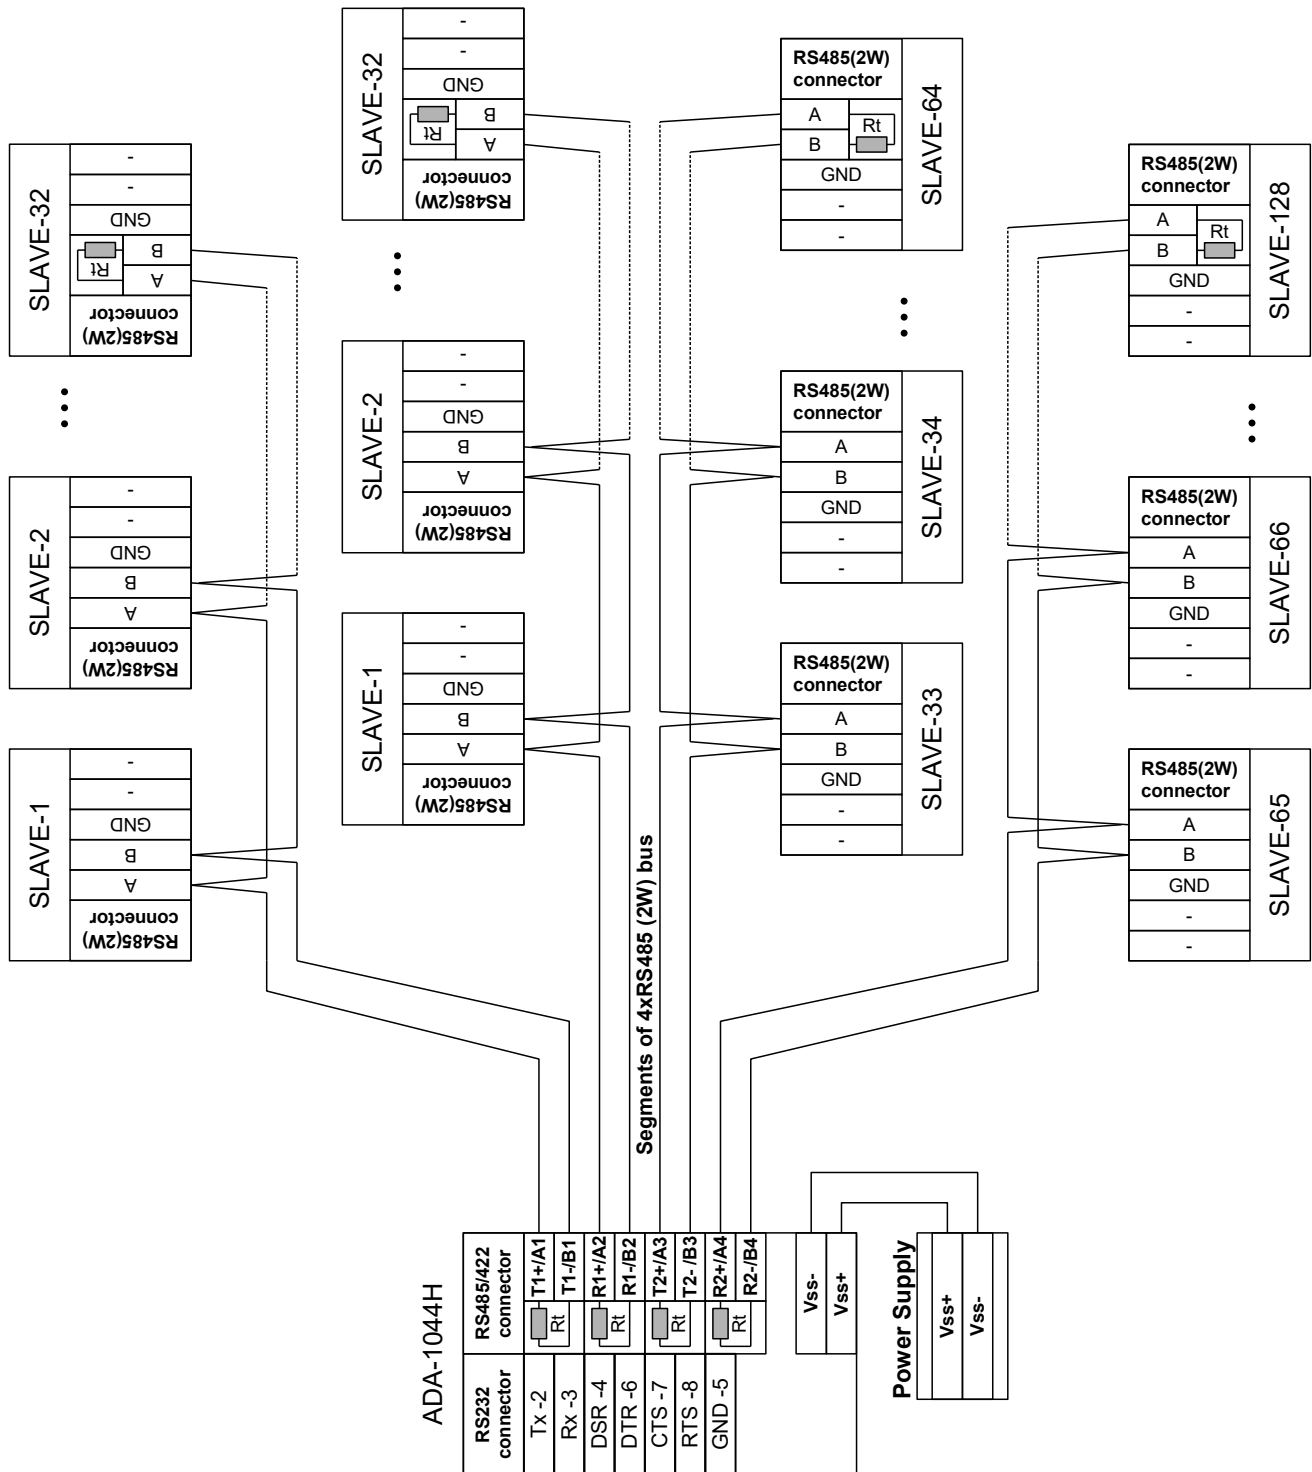 SLAVE-32
-
-
GND
B
A
Rt
RS485(2W)
connector
SLAVE-2
-
-
GND
B
A
RS485(2W)
connector
SLAVE-1
-
-
GND
B
A
RS485(2W)
connector
SLAVE-32
-
-
GND
B
A
Rt
RS485(2W)
connector
SLAVE-2
-
-
GND
B
A
RS485(2W)
connector
SLAVE-1
-
-
GND
B
A
RS485(2W)
connector
RS485(2W)
connector
A
B
Rt
GND
-
-
SLAVE-64
RS485(2W)
connector
A
B
GND
-
-
SLAVE-34
RS485(2W)
connector
A
B
GND
-
-
SLAVE-33
RS485(2W)
connector
A
B
Rt
GND
-
-
SLAVE-128
RS485(2W)
connector
A
B
GND
-
-
SLAVE-66
RS485(2W)
connector
A
B
GND
-
-
SLAVE-65
Segments of 4xRS485 (2W) bus
ADA-1044H
RS485/422
connector
T1+/A1
T1-/B1
R1+/A2
R1-/B2
T2+/A3
T2- /B3
R2+/A4
R2-/B4
Rt
Rt
Rt
Rt
RS232
connector
Tx -2
Rx -3
DSR -4
DTR -6
CTS -7
RTS -8
GND -5
Vss-
Vss+
Power Supply
Vss+
Vss-